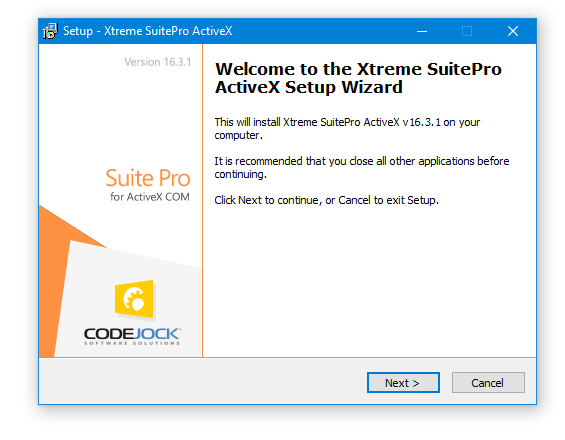 Setup - Xtreme SuitePro ActiveX
Version 16.3.1
Welcome to the Xtreme SuitePro
ActiveX Setup Wizard
This will install Xtreme SuitePro ActiveX v16.3.1 on your
computer.
It is recommended that you close all other applications before
continuing.
Click Next to continue, or Cancel to exit Setup.
Suite Pro
for ActiveX COM
CODEJOCK
SOFTWARE SOLUTIONS
Next >
Cancel